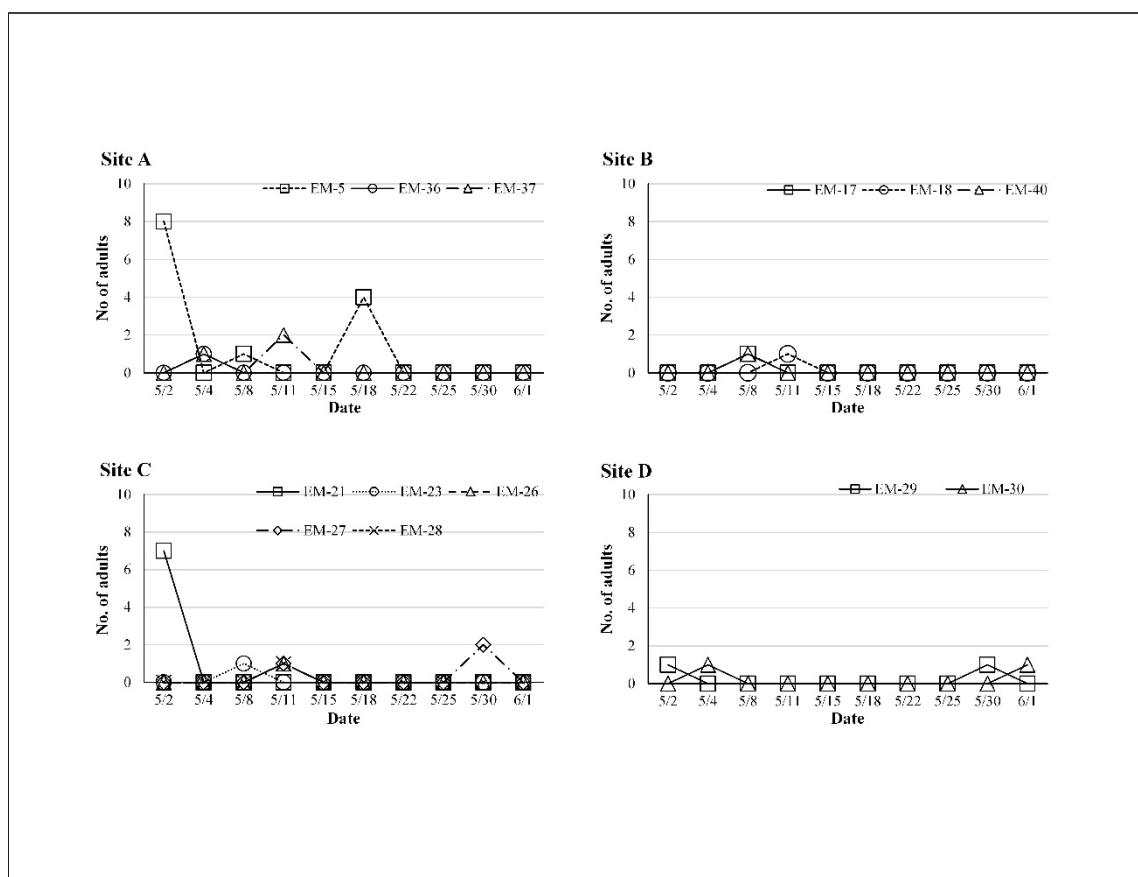 Site A
10
EM-5 EM-36 EM-37
8
6
4
2
0
No of adults
5/2 5/4 5/8 5/11 5/15 5/18 5/22 5/25 5/30 6/1
Date
Site B
10
EM-17 EM-18 EM-40
8
6
4
2
0
No. of adults
5/2 5/4 5/8 5/11 5/15 5/18 5/22 5/25 5/30 6/1
Date
Site C
10
EM-21 EM-23 EM-26
8
EM-27 EM-28
6
4
2
0
No. of adults
5/2 5/4 5/8 5/11 5/15 5/18 5/22 5/25 5/30 6/1
Date
Site D
EM-29 EM-30
10
8
6
4
2
0
No. of adults
5/2 5/4 5/8 5/11 5/15 5/18 5/22 5/25 5/30 6/1
Date